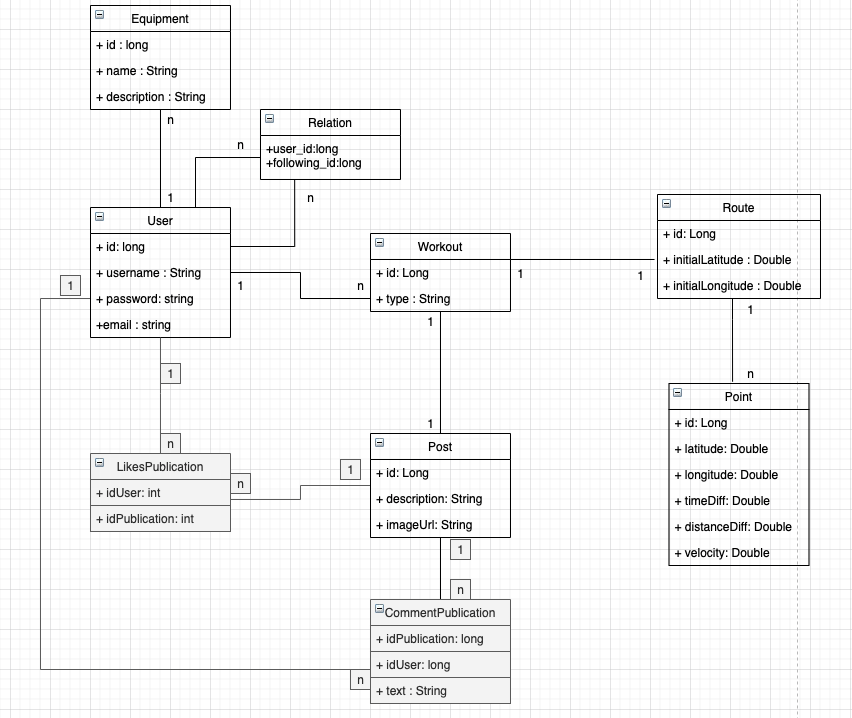 Equipment
+ id : long
+ name : String
+ description : String
n
1
Relation
+user_id:long
+following_id:long
n
n
User
+ id: long
+ username : String
+ password: string
+email : string
1
1
n
Workout
+ id: Long
+ type : String
1
1
Route
+ id: Long
+ initialLatitude : Double
+ initialLongitude : Double
1
n
Point
+ id: Long
+ latitude: Double
+ longitude: Double
+ timeDiff: Double
+ distanceDiff: Double
+ velocity: Double
1
1
1
n
LikesPublication
+ idUser: int
+ idPublication: int
n
1
Post
+ id: Long
+ description: String
+ imageUrl: String
1
n
CommentPublication
+ idPublication: long
+ idUser: long
+ text : String
n